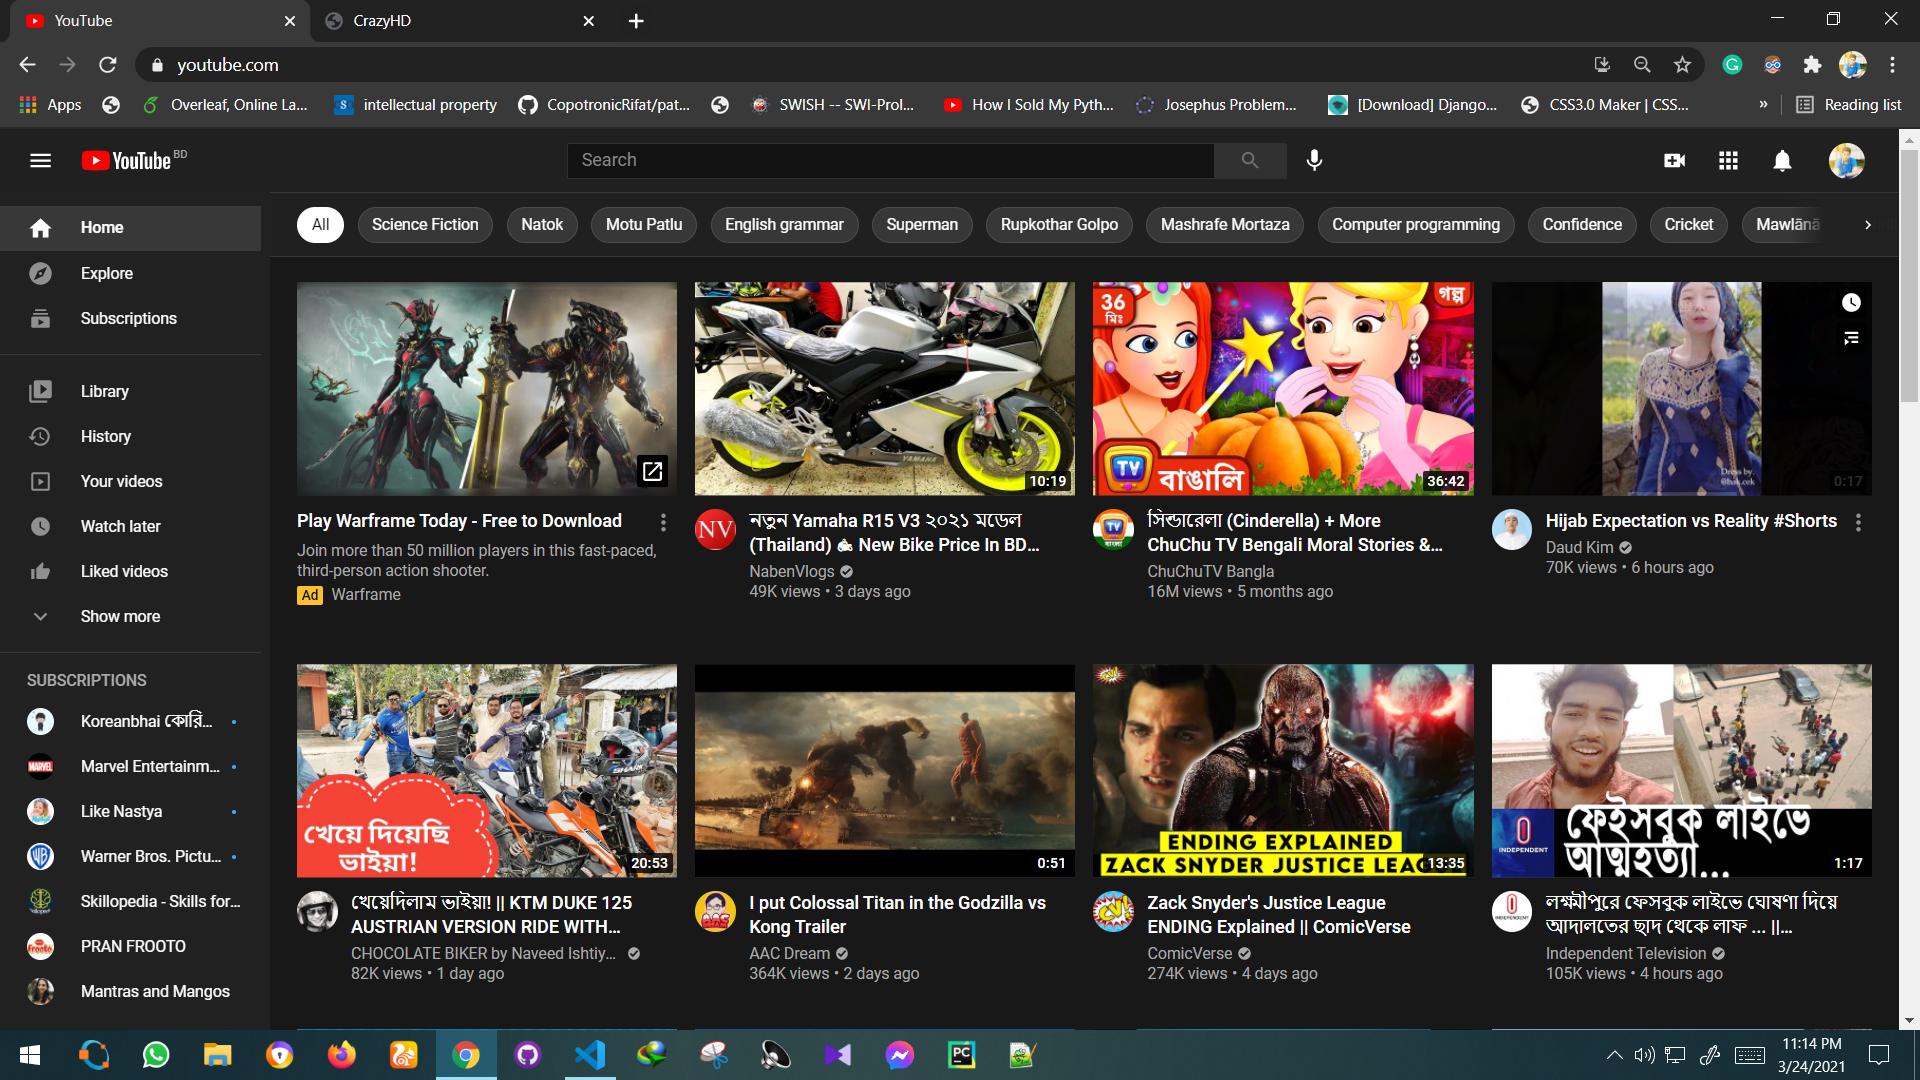 YouTube
CrazyHD
youtube.com
Apps
Overleaf, Online La...
intellectual property
CopotronicRifat/pat...
SWISH -- SWI-Prol...
How I Sold My Pyth...
Josephus Problem...
[Download] Django...
CSS3.0 Maker | CSS...
»
Reading list
YouTube BD
Search
All
Science Fiction
Natok
Motu Patlu
English grammar
Superman
Rupkothar Golpo
Mashrafe Mortaza
Computer programming
Confidence
Cricket
Mawlānā
Home
Explore
Subscriptions
Library
History
Your videos
Watch later
Liked videos
Show more
SUBSCRIPTIONS
Koreanbhai কোরি...
Marvel Entertainm...
Like Nastya
Warner Bros. Pictu...
Skillopedia - Skills for...
PRAN FROOTO
Mantras and Mangos
Play Warframe Today - Free to Download
Join more than 50 million players in this fast-paced,
third-person action shooter.
Ad Warframe
YAMAHA
10:19
NV
নতুন Yamaha R15 V3 ২০২১ মডেল
(Thailand) 🏍 New Bike Price In BD...
NabenVlogs
49K views • 3 days ago
36
মিঃ
গল্প
TV
বাঙালি
36:42
সিন্ডারেলা (Cinderella) + More
ChuChu TV Bengali Moral Stories &...
ChuChuTV Bangla
16M views • 5 months ago
Dress by.
0:17
Hijab Expectation vs Reality #Shorts
Daud Kim
70K views • 6 hours ago
খেয়ে দিয়েছি
ভাইয়া!
SHARK
20:53
খেয়েদিলাম ভাইয়া! || KTM DUKE 125
AUSTRIAN VERSION RIDE WITH...
CHOCOLATE BIKER by Naveed Ishtiy...
82K views • 1 day ago
0:51
I put Colossal Titan in the Godzilla vs
Kong Trailer
AAC Dream
364K views • 2 days ago
ENDING EXPLAINED
ZACK SNYDER JUSTICE LEAG
13:35
Zack Snyder's Justice League
ENDING Explained || ComicVerse
ComicVerse
274K views • 4 days ago
INDEPENDENT
ফেইসবুক লাইভে
আত্মহত্যা...
1:17
লক্ষ্মীপুরে ফেসবুক লাইভে ঘোষণা দিয়ে
আদালতের ছাদ থেকে লাফ ... ||...
Independent Television
105K views • 4 hours ago
PC
11:14 PM
3/24/2021